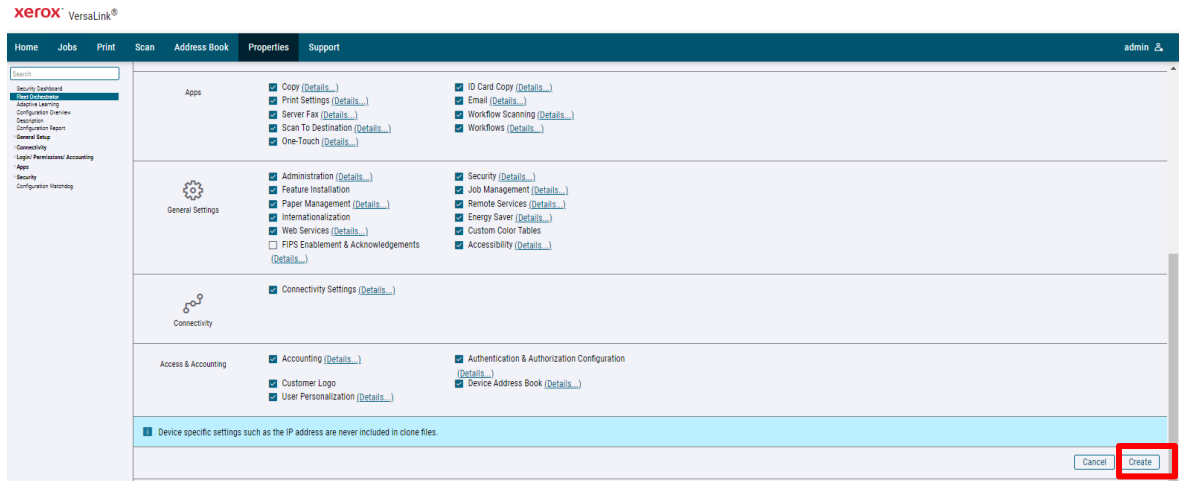 xerox™ VersaLink®
Home Jobs Print Scan Address Book Properties Support admin
Search
Security Dashboard
Fleet Orchestrator
Adaptive Learning
Configuration Overview
Description
Configuration Report
General Setup
Connectivity
Login/ Permissions/ Accounting
Apps
Security
Configuration Watchdog
Apps
Copy (Details...) ID Card Copy (Details...)
Print Settings (Details...) Email (Details...)
Server Fax (Details...) Workflow Scanning (Details...)
Scan To Destination (Details...) Workflows (Details...)
One-Touch (Details...)
General Settings
Administration (Details...) Security (Details...)
Feature Installation Job Management (Details...)
Paper Management (Details...) Remote Services (Details...)
Internationalization Energy Saver (Details...)
Web Services (Details...) Custom Color Tables
FIPS Enablement & Acknowledgements Accessibility (Details...)
(Details...)
Connectivity
Connectivity Settings (Details...)
Access & Accounting
Accounting (Details...) Authentication & Authorization Configuration
(Details...)
Customer Logo Device Address Book (Details...)
User Personalization (Details...)
Device specific settings such as the IP address are never included in clone files.
Cancel Create